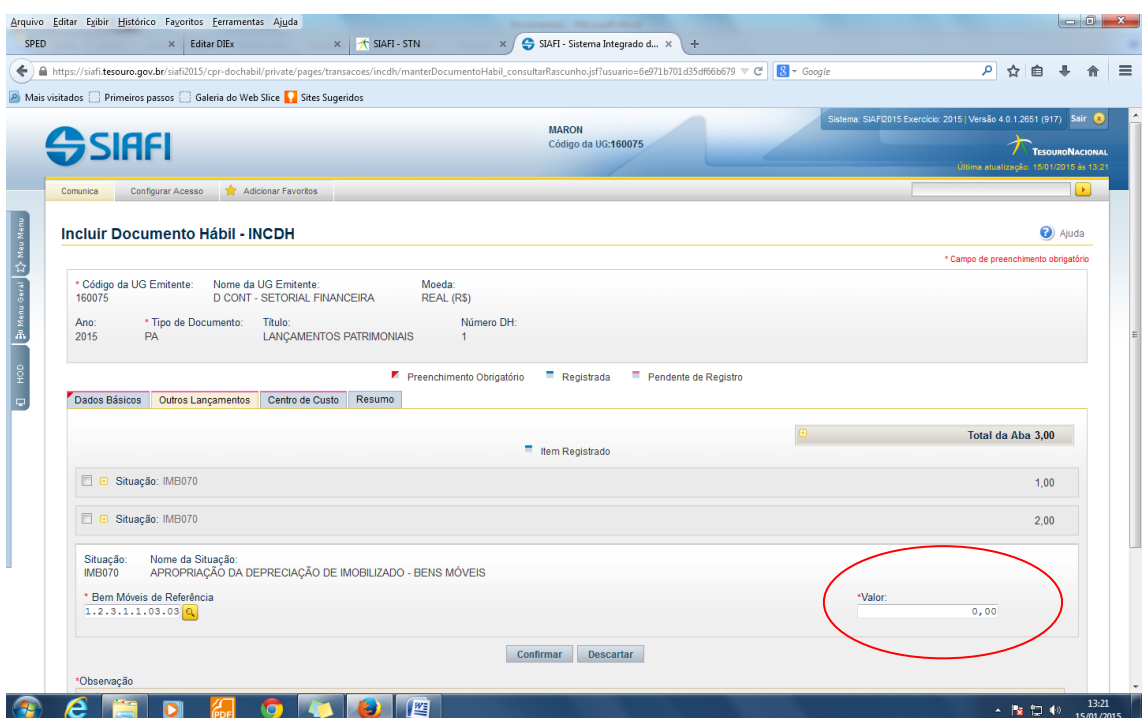 Arquivo Editar Exibir Histórico Favoritos Ferramentas Ajuda
SPED × Editar DIEx × SIAFI - STN × SIAFI - Sistema Integrado d... × +
https://siafi.tesouro.gov.br/siafi2015/cpr-dochabil/private/pages/transacoes/incdh/manterDocumentoHabil_consultarRascunho.jsf?usuario=6e971b701d35df66b679 Google
Mais visitados Primeiros passos Galeria do Web Slice Sites Sugeridos
Sistema: SIAFI2015 Exercício: 2015 | Versão 4.0.1.2651 (917) Sair x
SIAFI
MARON
Código da UG:160075
TESOURONACIONAL
Última atualização: 15/01/2015 às 13:21
Comunica Configurar Acesso Adicionar Favoritos
Meu Menu
Menu Geral
HOD
Incluir Documento Hábil - INCDH
Ajuda
* Campo de preenchimento obrigatório
* Código da UG Emitente: Nome da UG Emitente: Moeda:
160075 D CONT - SETORIAL FINANCEIRA REAL (R$)
Ano: * Tipo de Documento: Título: Número DH:
2015 PA LANÇAMENTOS PATRIMONIAIS 1
Preenchimento Obrigatório Registrada Pendente de Registro
Dados Básicos Outros Lançamentos Centro de Custo Resumo
Total da Aba 3,00
Item Registrado
Situação: IMB070 1,00
Situação: IMB070 2,00
Situação: Nome da Situação:
IMB070 APROPRIAÇÃO DA DEPRECIAÇÃO DE IMOBILIZADO - BENS MÓVEIS
* Bem Móveis de Referência *Valor:
1.2.3.1.1.03.03 0,00
Confirmar Descartar
*Observação
PDF
13:21
15/01/2015